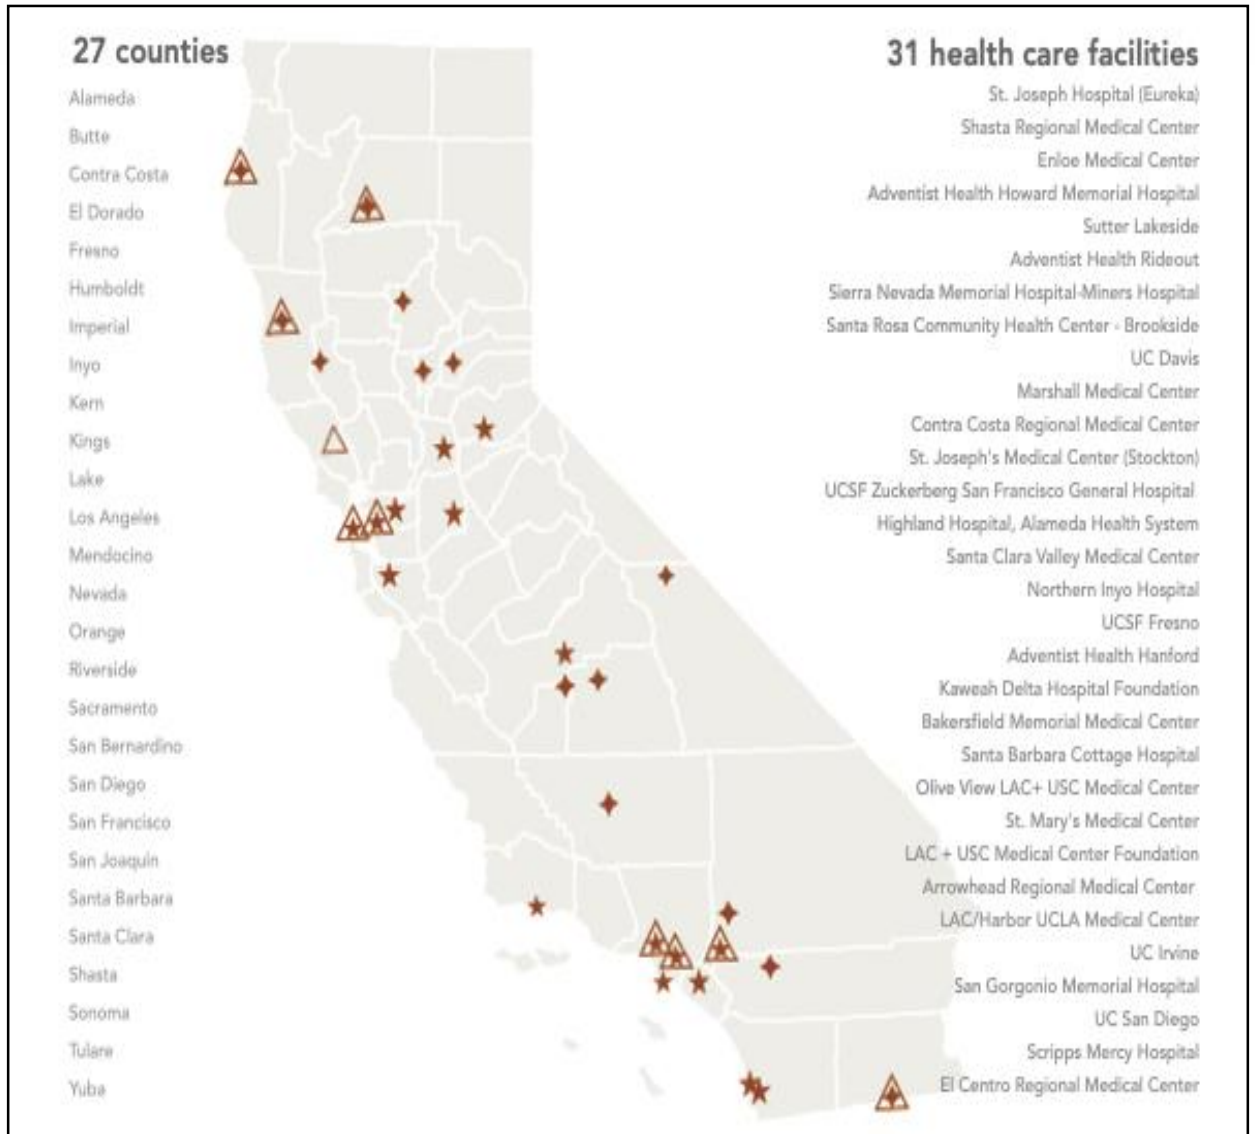 27 counties
Alameda
Butte
Contra Costa
El Dorado
Fresno
Humboldt
Imperial
Inyo
Kern
Kings
Lake
Los Angeles
Mendocino
Nevada
Orange
Riverside
Sacramento
San Bernardino
San Diego
San Francisco
San Joaquin
Santa Barbara
Santa Clara
Shasta
Sonoma
Tulare
Yuba
31 health care facilities
St. Joseph Hospital (Eureka)
Shasta Regional Medical Center
Enloe Medical Center
Adventist Health Howard Memorial Hospital
Sutter Lakeside
Adventist Health Rideout
Sierra Nevada Memorial Hospital-Miners Hospital
Santa Rosa Community Health Center - Brookside
UC Davis
Marshall Medical Center
Contra Costa Regional Medical Center
St. Joseph's Medical Center (Stockton)
UCSF Zuckerberg San Francisco General Hospital
Highland Hospital, Alameda Health System
Santa Clara Valley Medical Center
Northern Inyo Hospital
UCSF Fresno
Adventist Health Hanford
Kaweah Delta Hospital Foundation
Bakersfield Memorial Medical Center
Santa Barbara Cottage Hospital
Olive View LAC+ USC Medical Center
St. Mary's Medical Center
LAC + USC Medical Center Foundation
Arrowhead Regional Medical Center
LAC/Harbor UCLA Medical Center
UC Irvine
San Gorgonio Memorial Hospital
UC San Diego
Scripps Mercy Hospital
El Centro Regional Medical Center